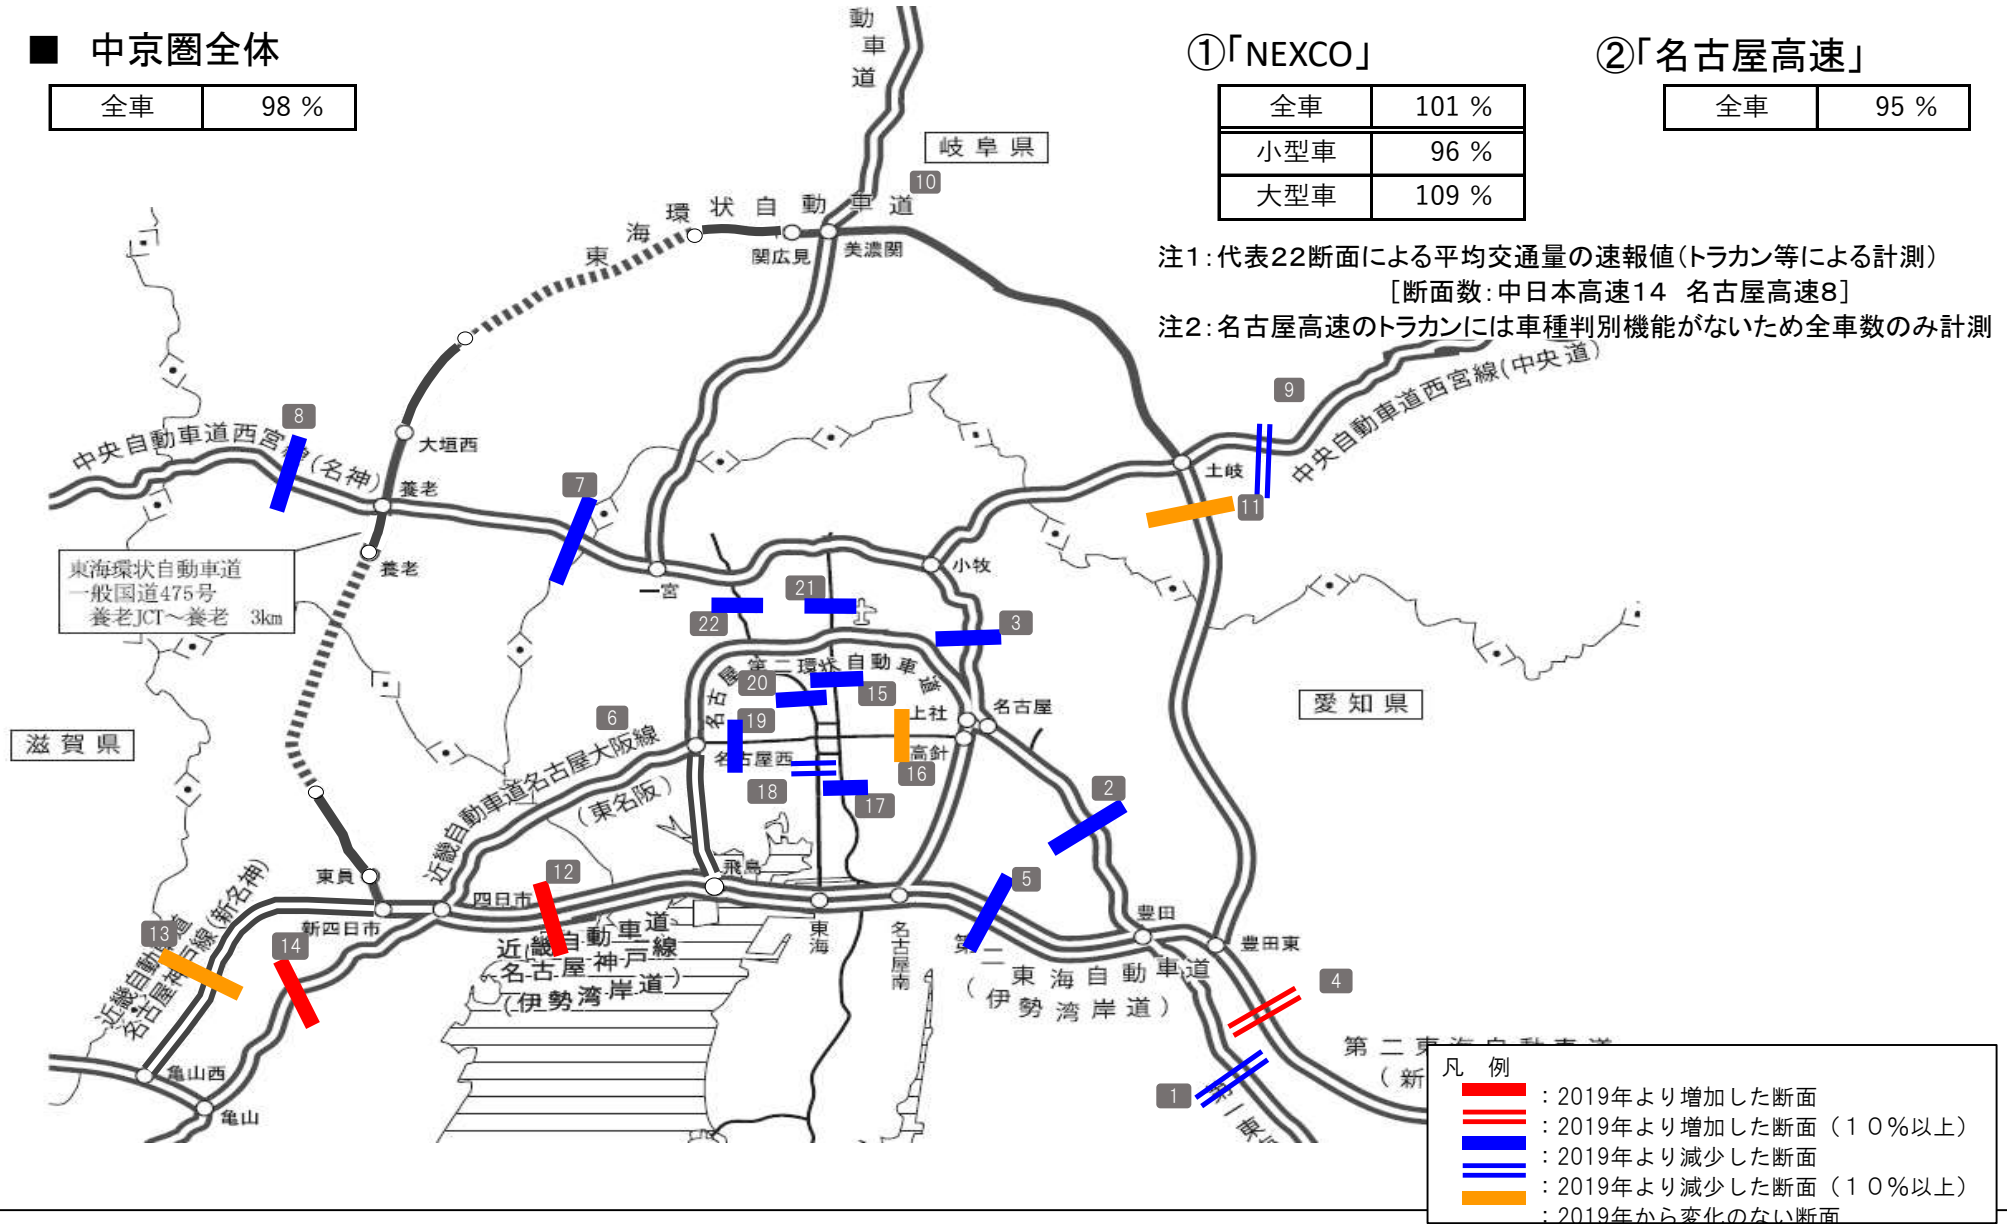 ■ 中京圏全体
全車 98 %
①「NEXCO」
全車 101 %
小型車 96 %
大型車 109 %
②「名古屋高速」
全車 95 %
注1:代表22断面による平均交通量の速報値(トラカン等による計測)
[断面数:中日本高速14 名古屋高速8]
注2:名古屋高速のトラカンには車種判別機能がないため全車数のみ計測
動車道
岐阜県
10
東海環状自動車道
関広見
美濃関
9
中央自動車道西宮線(中央道)
8
中央自動車道西宮線(名神)
大垣西
養老
7
土岐
11
養老
東海環状自動車道
一般国道475号
養老JCT～養老 3km
一宮
小牧
21
22
3
名古屋第二環状自動車道
20
15
19
上社
名古屋
愛知県
滋賀県
6
近畿自動車道名古屋大阪線
(東名阪)
名古屋西
高針
16
18
17
2
東員
飛島
12
5
四日市
新四日市
豊田
豊田東
13
14
東海
名古屋南
近畿自動車道
名古屋神戸線(新名神)
近畿自動車道
名古屋神戸線
(伊勢湾岸道)
第二東海自動車道
(伊勢湾岸道)
4
1
亀山西
亀山
第二東海自動車道
(新
第一東
凡 例
:2019年より増加した断面
:2019年より増加した断面(10%以上)
:2019年より減少した断面
:2019年より減少した断面(10%以上)
:2019年から変化のない断面